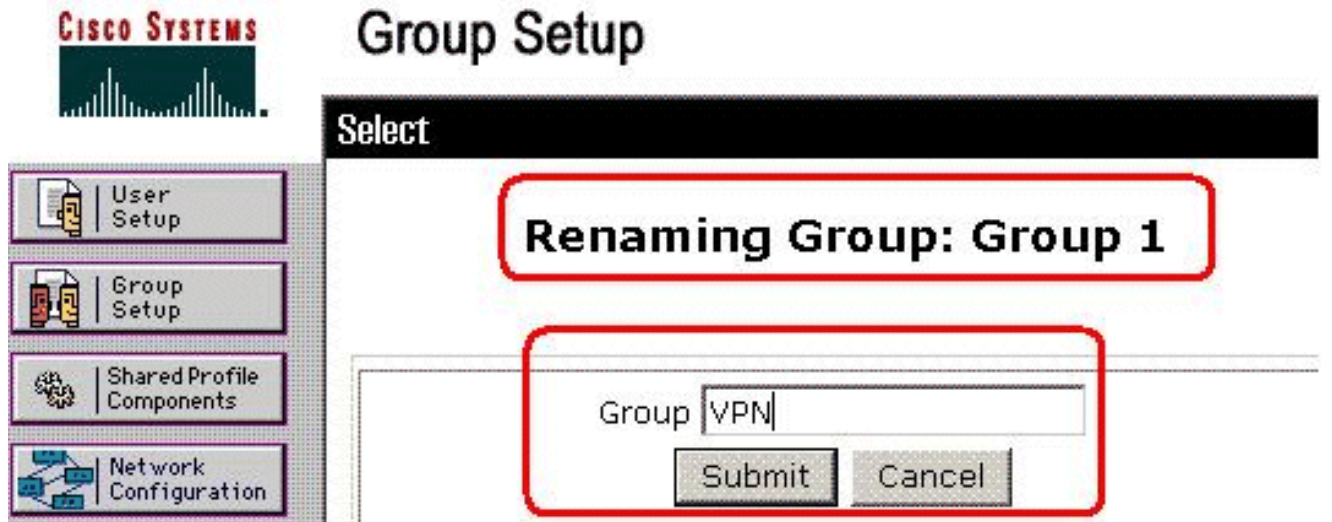 CISCO SYSTEMS
Group Setup
Select
User
Setup
Group
Setup
Shared Profile
Components
Network
Configuration
Renaming Group: Group 1
Group VPN
Submit Cancel